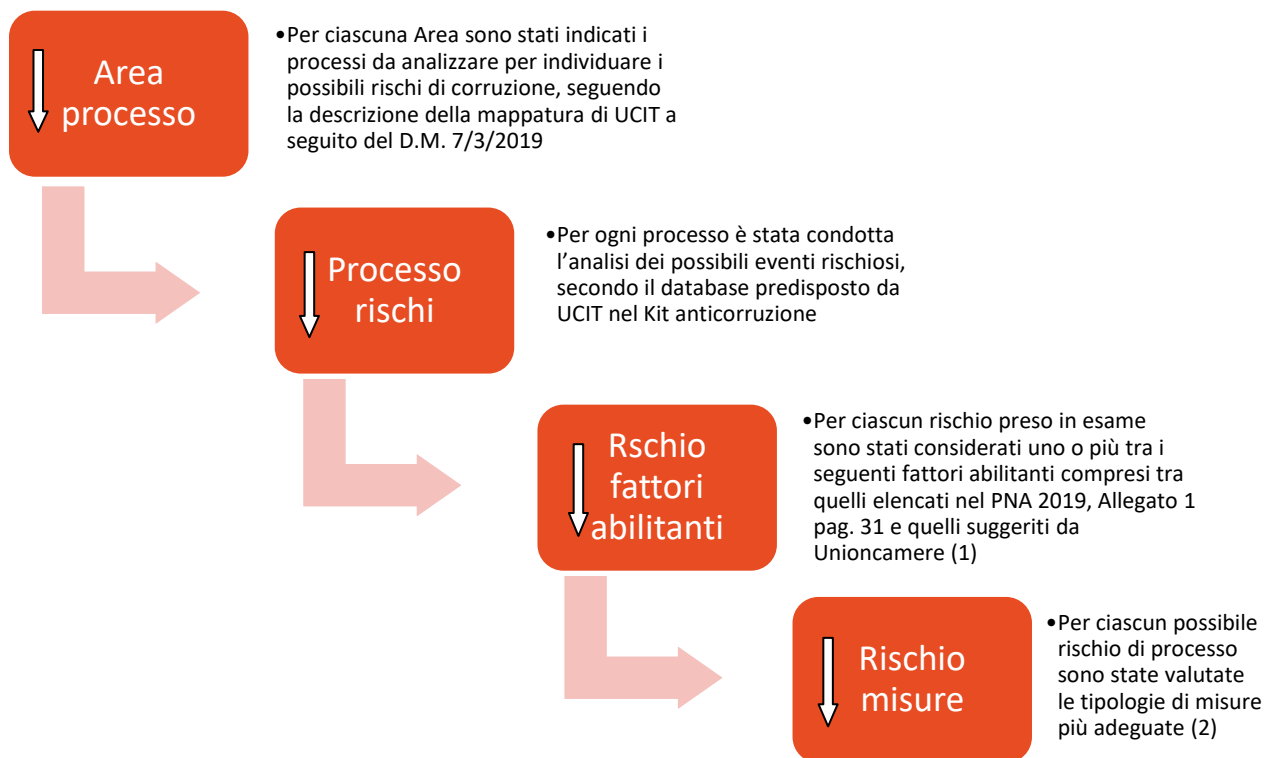 Area
processo
•Per ciascuna Area sono stati indicati i
processi da analizzare per individuare i
possibili rischi di corruzione, seguendo
la descrizione della mappatura di UCIT a
seguito del D.M. 7/3/2019
Processo
rischi
•Per ogni processo è stata condotta
l’analisi dei possibili eventi rischiosi,
secondo il database predisposto da
UCIT nel Kit anticorruzione
Rschio
fattori
abilitanti
•Per ciascun rischio preso in esame
sono stati considerati uno o più tra i
seguenti fattori abilitanti compresi tra
quelli elencati nel PNA 2019, Allegato 1
pag. 31 e quelli suggeriti da
Unioncamere (1)
Rischio
misure
•Per ciascun possibile
rischio di processo
sono state valutate
le tipologie di misure
più adeguate (2)